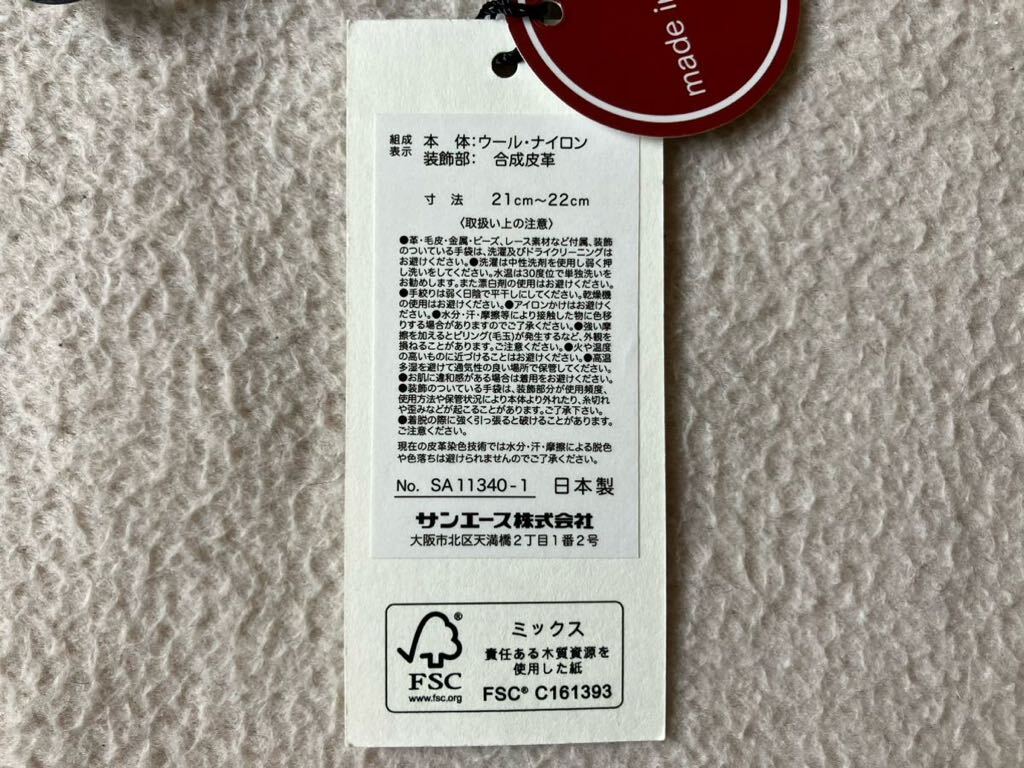 made i
組成
表示
本 体:ウール・ナイロン
装飾部: 合成皮革
寸 法 21cm～22cm
〈取扱い上の注意〉
●革・毛皮・金属・ビーズ、レース素材など付属、装飾
のついている手袋は、洗濯及びドライクリーニングは
お避けください。●洗濯は中性洗剤を使用し弱く押
し洗いをしてください。水温は30度位で単独洗いを
お勧めします。また漂白剤の使用はお避けください。
●手絞りは弱く日陰で平干しにしてください。乾燥機
の使用はお避けください。●アイロンかけはお避けくだ
さい。●水分・汗・摩擦等により接触した物に色移
りする場合がありますのでご了承ください。●強い摩
擦を加えるとピリング(毛玉)が発生するなど、外観を
損ねることがあります。ご注意ください。●火や温度
の高いものに近づけることはお避けください。●高温
多湿を避けて通気性の良い場所で保管してください。
●お肌に違和感がある場合は着用をお避けください。
●装飾のついている手袋は、装飾部分が使用頻度、
使用方法や保管状況により本体より外れたり、糸切れ
や歪みなどが起こることがあります。ご了承下さい。
●着脱の際に強く引っ張ると破けることがあります。
ご注意ください。
現在の皮革染色技術では水分・汗・摩擦による脱色
や色落ちは避けられませんのでご了承ください。
No. SA11340-1 日本製
サンエース株式会社
大阪市北区天満橋2丁目1番2号
FSC
www.fsc.org
ミックス
責任ある木質資源を
使用した紙
FSC® C161393